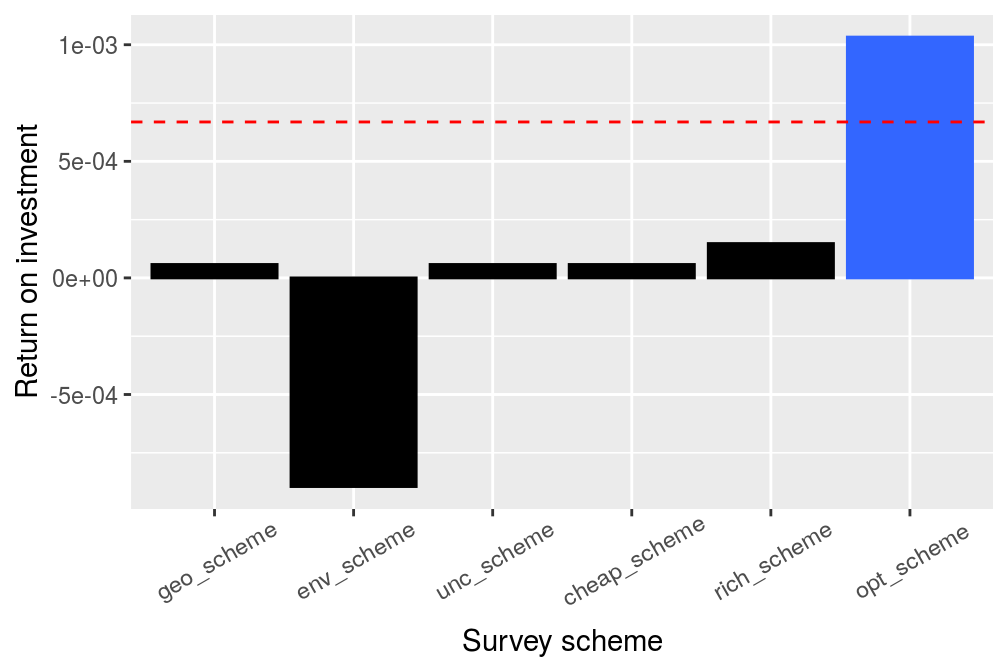 Return on investment
1e-03
5e-04
0e+00
-5e-04
geo_scheme
env_scheme
unc_scheme
cheap_scheme
rich_scheme
opt_scheme
Survey scheme